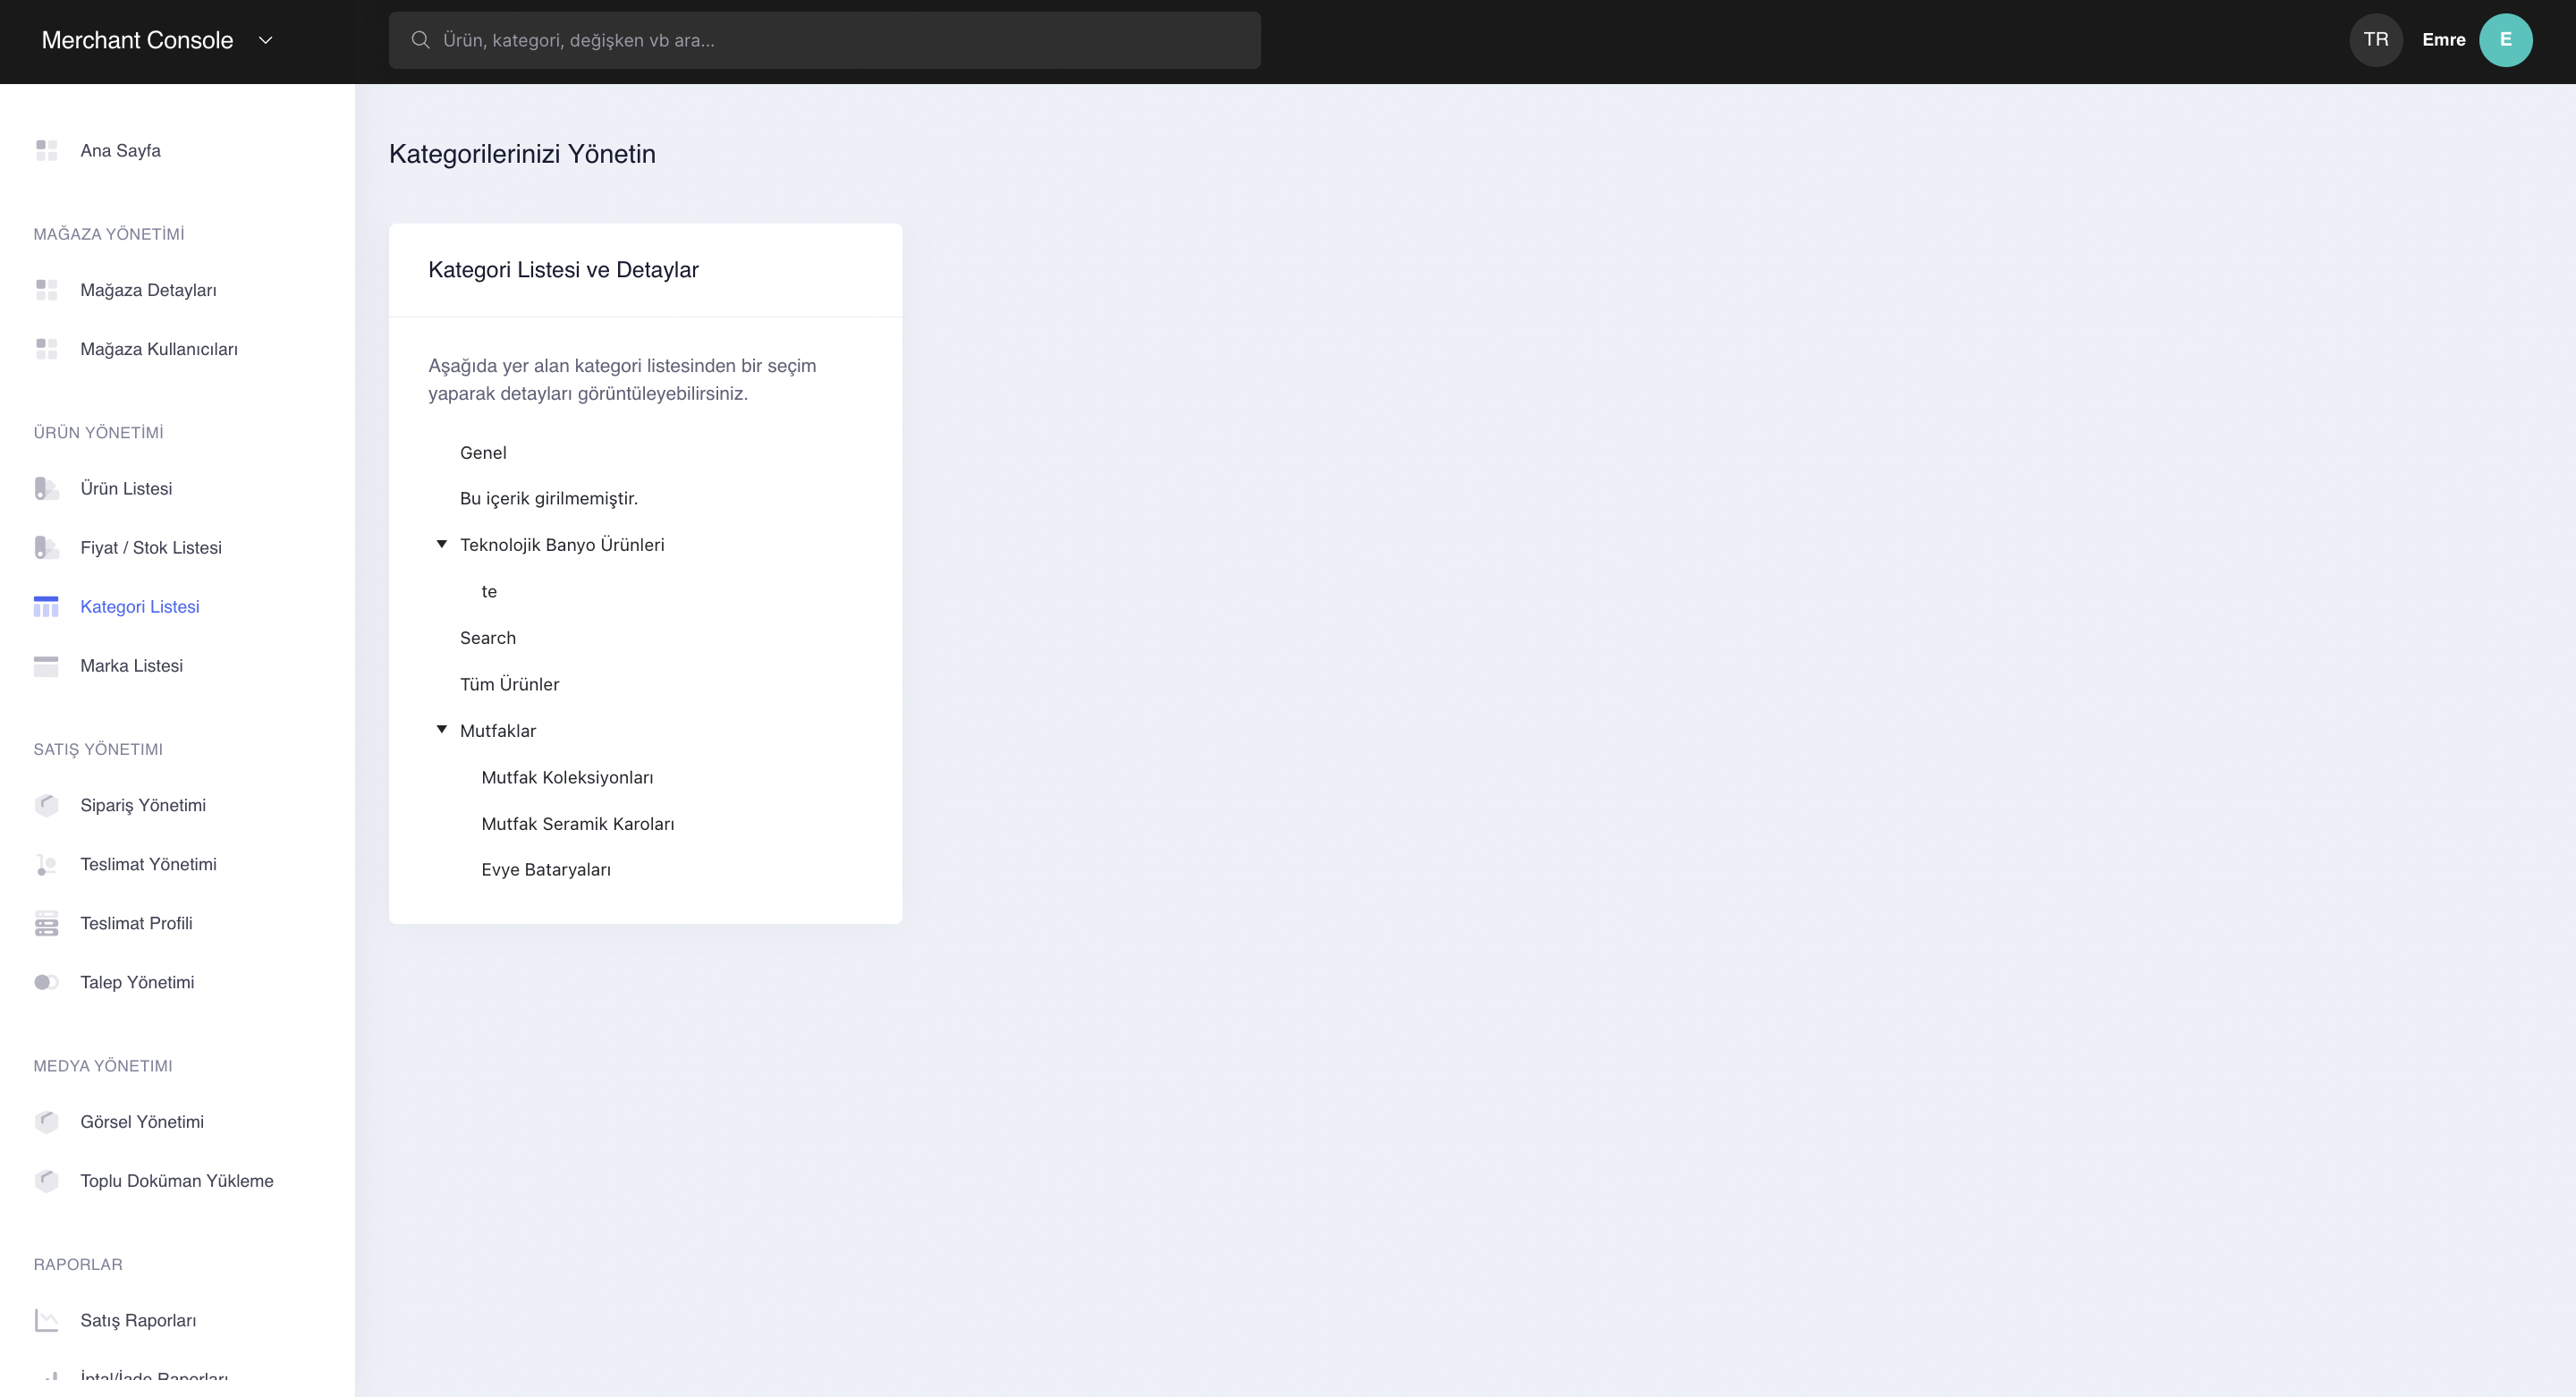 Merchant Console
Ürün, kategori, değişken vb ara...
TR
Emre
E
Ana Sayfa
MAĞAZA YÖNETİMİ
Mağaza Detayları
Mağaza Kullanıcıları
ÜRÜN YÖNETİMİ
Ürün Listesi
Fiyat / Stok Listesi
Kategori Listesi
Marka Listesi
SATIŞ YÖNETIMI
Sipariş Yönetimi
Teslimat Yönetimi
Teslimat Profili
Talep Yönetimi
MEDYA YÖNETIMI
Görsel Yönetimi
Toplu Doküman Yükleme
RAPORLAR
Satış Raporları
İptal/İade Raporları
Kategorilerinizi Yönetin
Kategori Listesi ve Detaylar
Aşağıda yer alan kategori listesinden bir seçim
yaparak detayları görüntüleyebilirsiniz.
Genel
Bu içerik girilmemiştir.
Teknolojik Banyo Ürünleri
te
Search
Tüm Ürünler
Mutfaklar
Mutfak Koleksiyonları
Mutfak Seramik Karoları
Evye Bataryaları